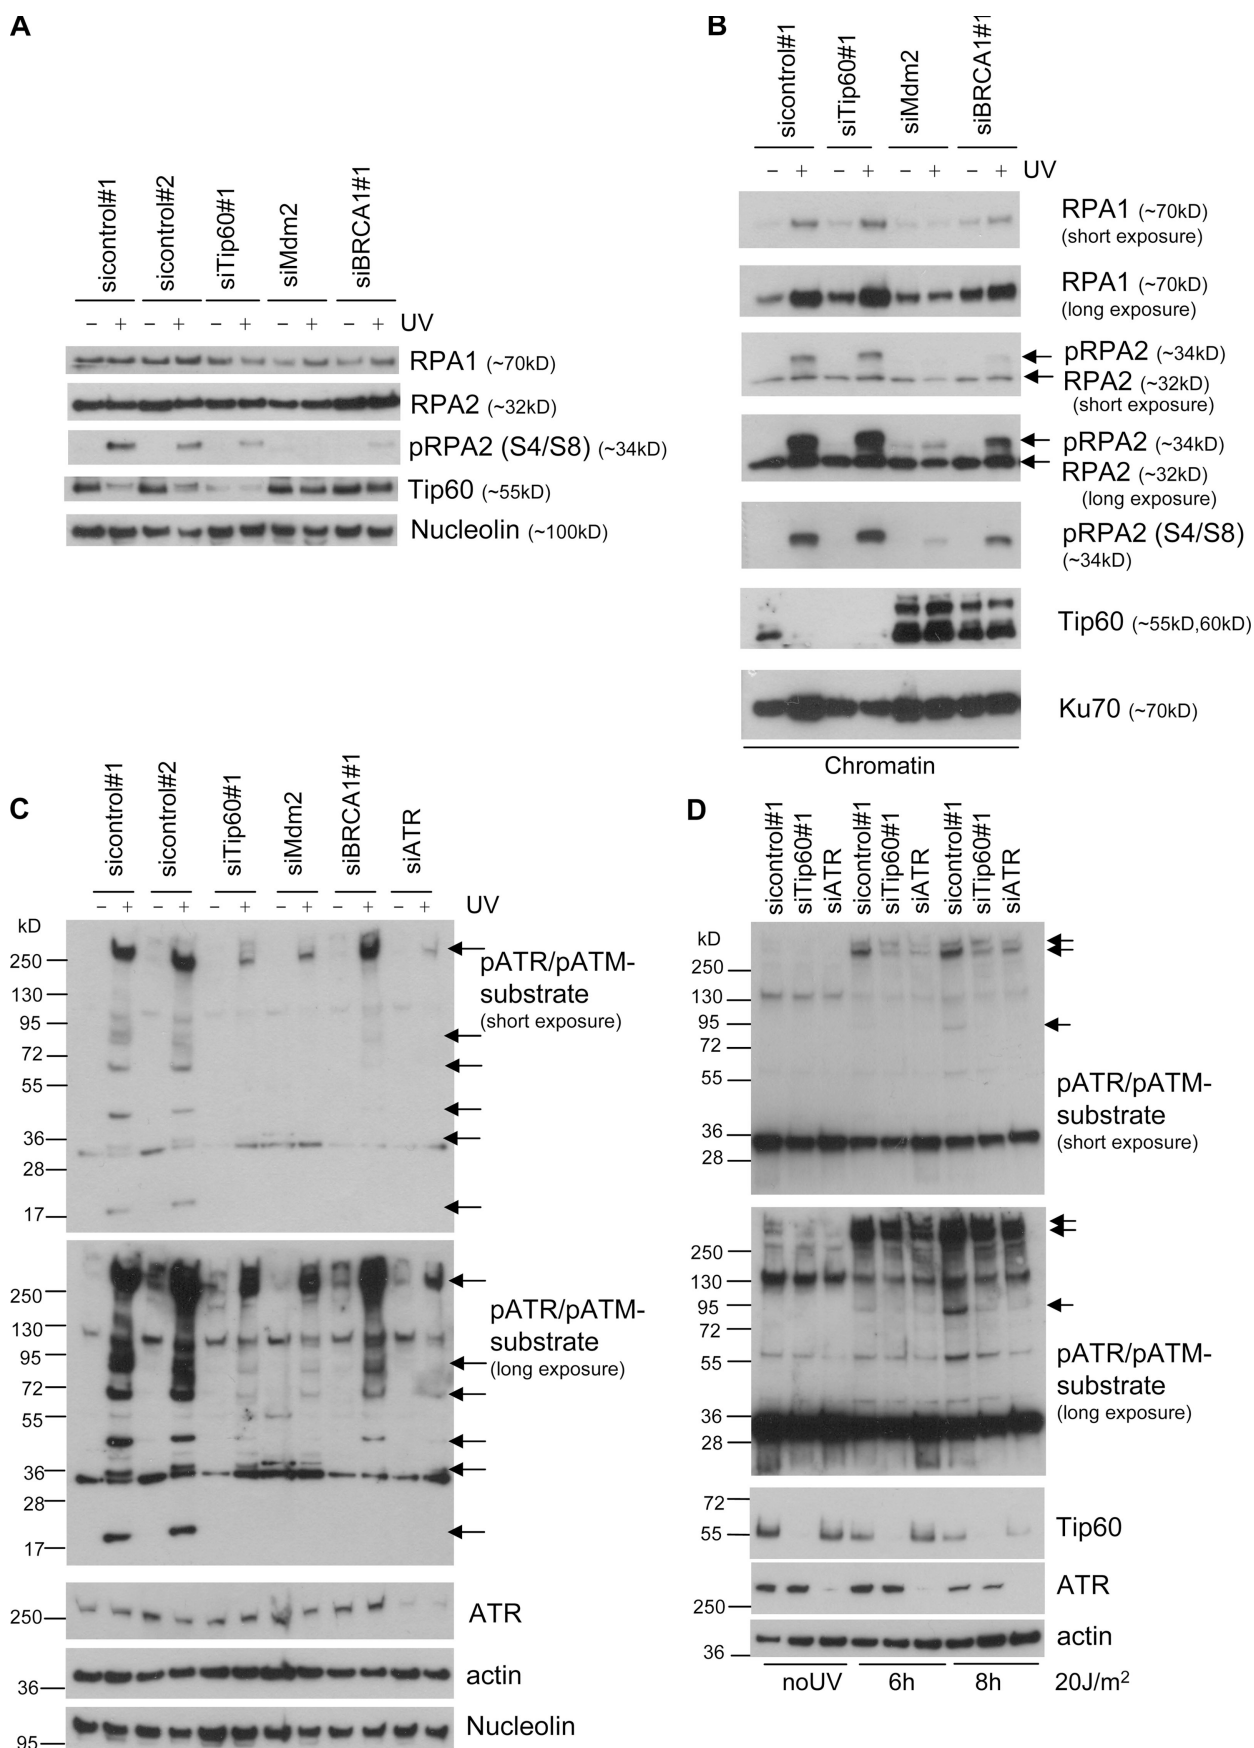 A
sicontrol#1
sicontrol#2
siTip60#1
siMdm2
siBRCA1#1
– + – + – + – + – + UV
RPA1 (~70kD)
RPA2 (~32kD)
pRPA2 (S4/S8) (~34kD)
Tip60 (~55kD)
Nucleolin (~100kD)
B
sicontrol#1
siTip60#1
siMdm2
siBRCA1#1
– + – + – + – + UV
RPA1 (~70kD)
(short exposure)
RPA1 (~70kD)
(long exposure)
pRPA2 (~34kD)
RPA2 (~32kD)
(short exposure)
pRPA2 (~34kD)
RPA2 (~32kD)
(long exposure)
pRPA2 (S4/S8)
(~34kD)
Tip60 (~55kD,60kD)
Ku70 (~70kD)
Chromatin
C
sicontrol#1
sicontrol#2
siTip60#1
siMdm2
siBRCA1#1
siATR
– + – + – + – + – + – + UV
kD
250
130
95
72
55
36
28
17
pATR/pATM-
substrate
(short exposure)
250
130
95
72
55
36
28
17
pATR/pATM-
substrate
(long exposure)
250
ATR
36
actin
95
Nucleolin
D
sicontrol#1
siTip60#1
siATR
sicontrol#1
siTip60#1
siATR
sicontrol#1
siTip60#1
siATR
kD
250
130
95
72
55
36
28
pATR/pATM-
substrate
(short exposure)
250
130
95
72
55
36
28
pATR/pATM-
substrate
(long exposure)
72
55
Tip60
250
ATR
36
actin
noUV 6h 8h 20J/m²